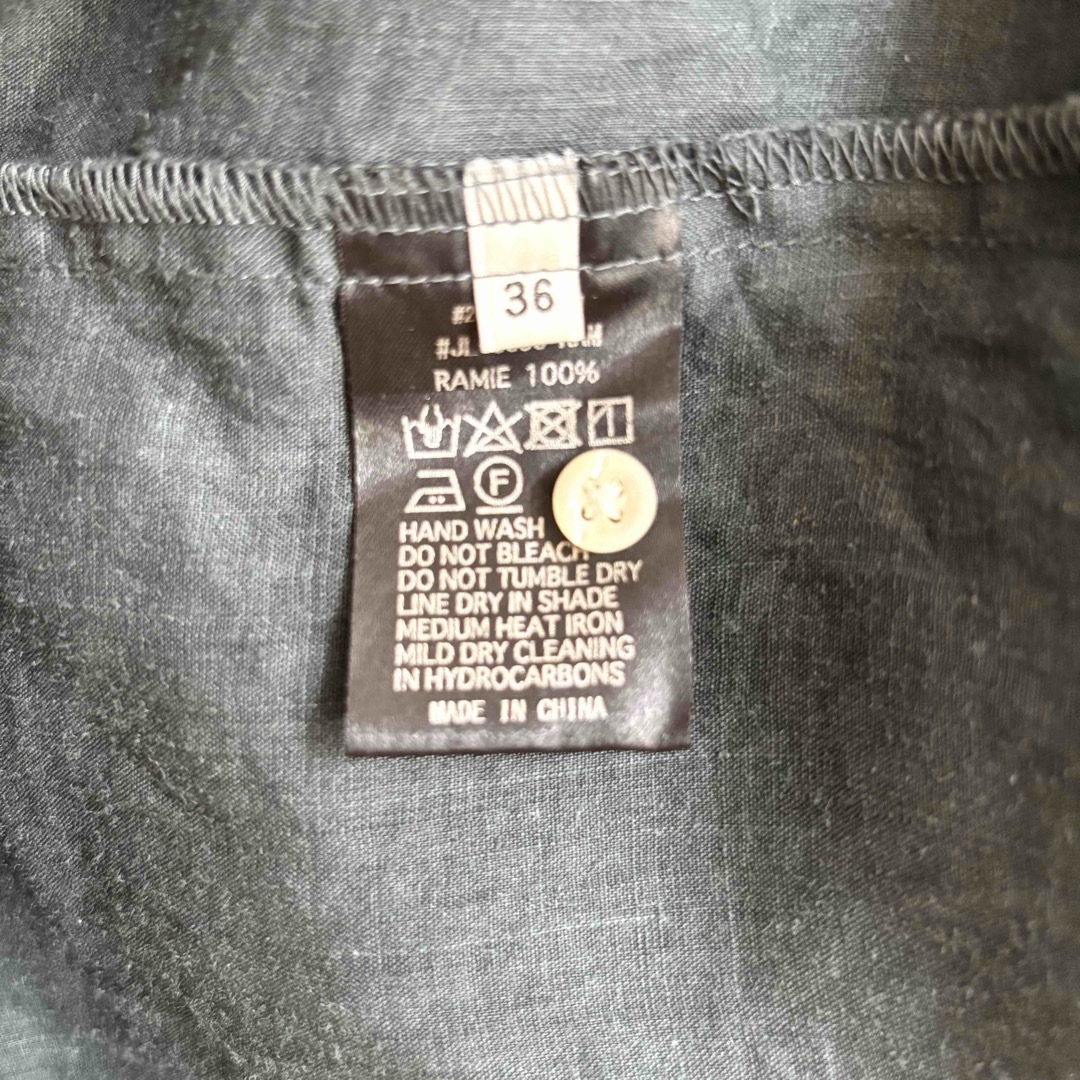 36
RAMIE 100%
F
HAND WASH
DO NOT BLEACH
DO NOT TUMBLE DRY
LINE DRY IN SHADE
MEDIUM HEAT IRON
MILD DRY CLEANING
IN HYDROCARBONS
MADE IN CHINA